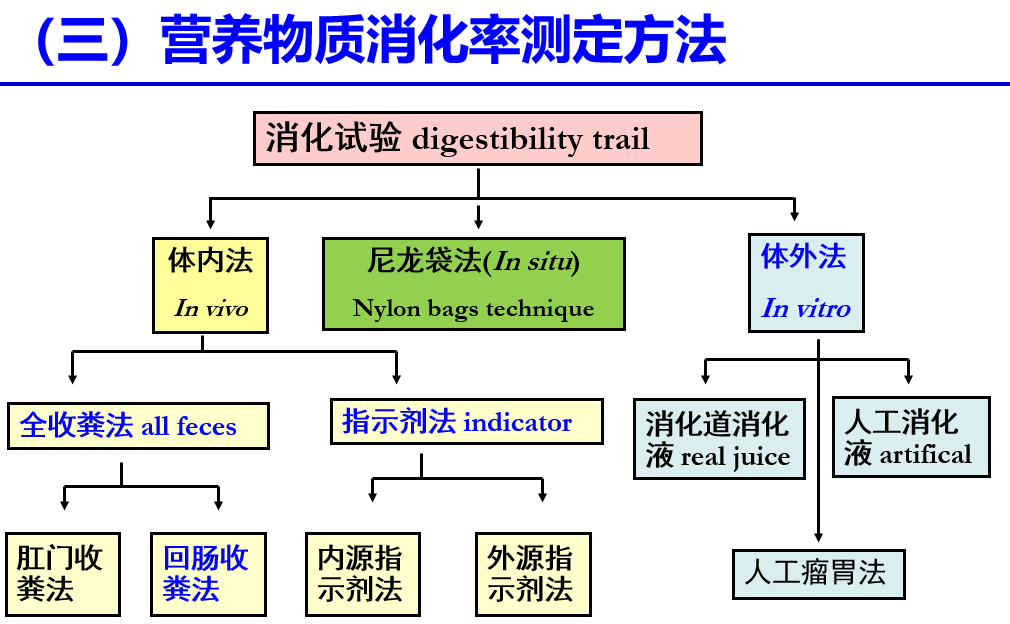 （三）营养物质消化率测定方法
消化试验 digestibility trail
体内法
In vivo
尼龙袋法(In situ)
Nylon bags technique
体外法
In vitro
全收粪法 all feces
指示剂法 indicator
消化道消化
液 real juice
人工消化
液 artifical
肛门收
粪法
回肠收
粪法
内源指
示剂法
外源指
示剂法
人工瘤胃法